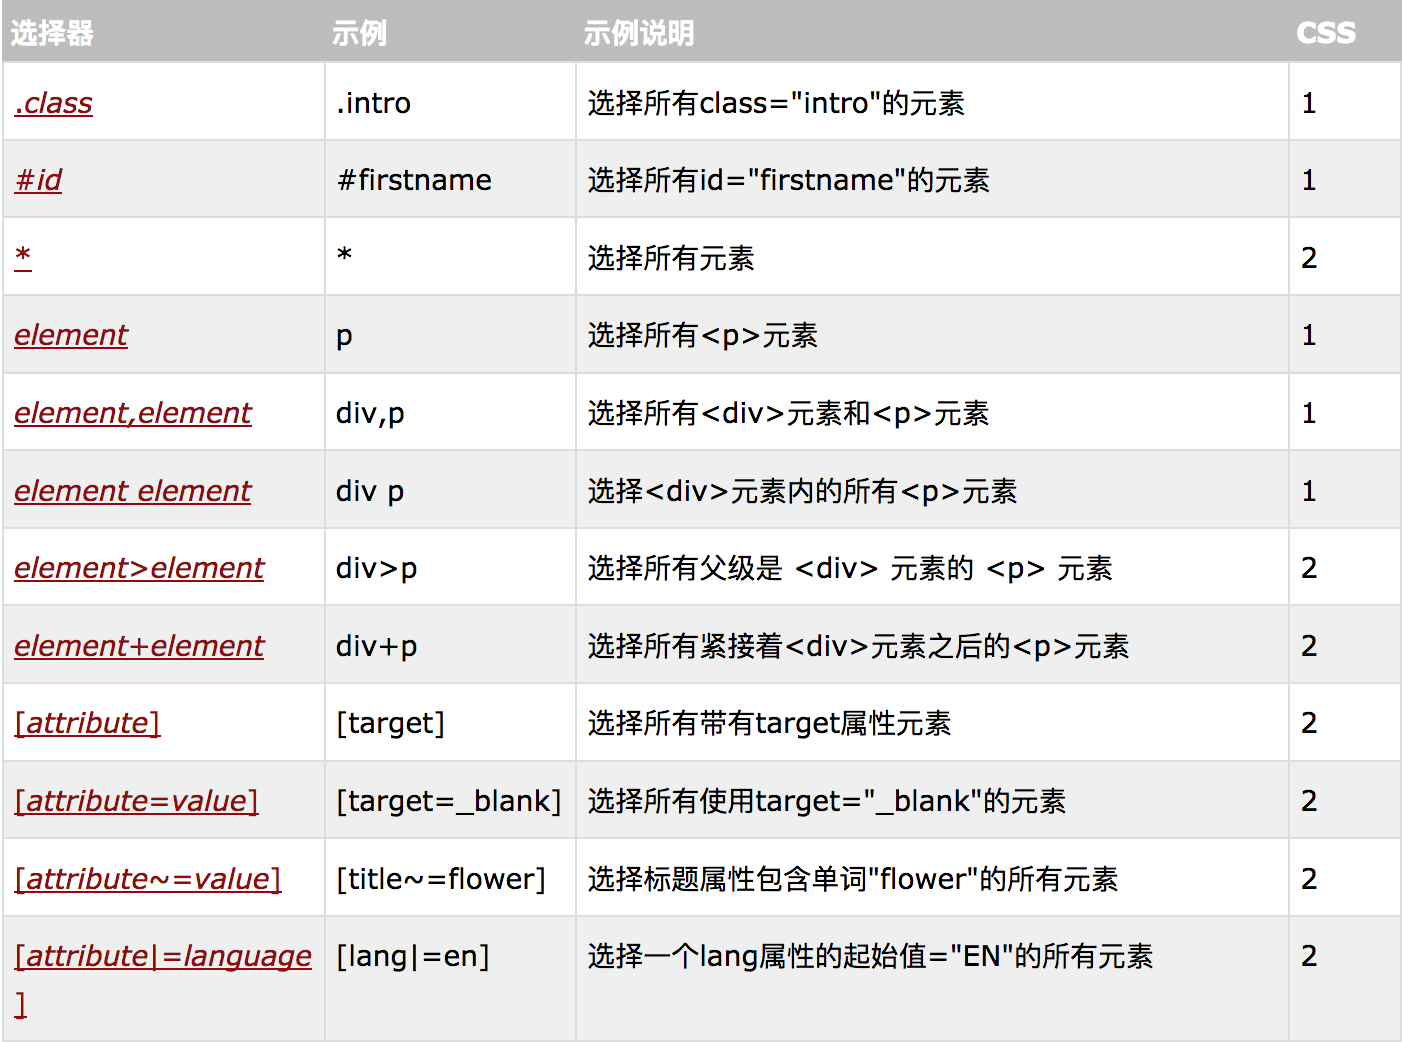 选择器 示例 示例说明 CSS
.class .intro 选择所有class="intro"的元素 1
#id #firstname 选择所有id="firstname"的元素 1
* * 选择所有元素 2
element p 选择所有<p>元素 1
element,element div,p 选择所有<div>元素和<p>元素 1
element element div p 选择<div>元素内的所有<p>元素 1
element>element div>p 选择所有父级是 <div> 元素的 <p> 元素 2
element+element div+p 选择所有紧接着<div>元素之后的<p>元素 2
[attribute] [target] 选择所有带有target属性元素 2
[attribute=value] [target=_blank] 选择所有使用target="_blank"的元素 2
[attribute~=value] [title~=flower] 选择标题属性包含单词"flower"的所有元素 2
[attribute|=language [lang|=en] 选择一个lang属性的起始值="EN"的所有元素 2
]